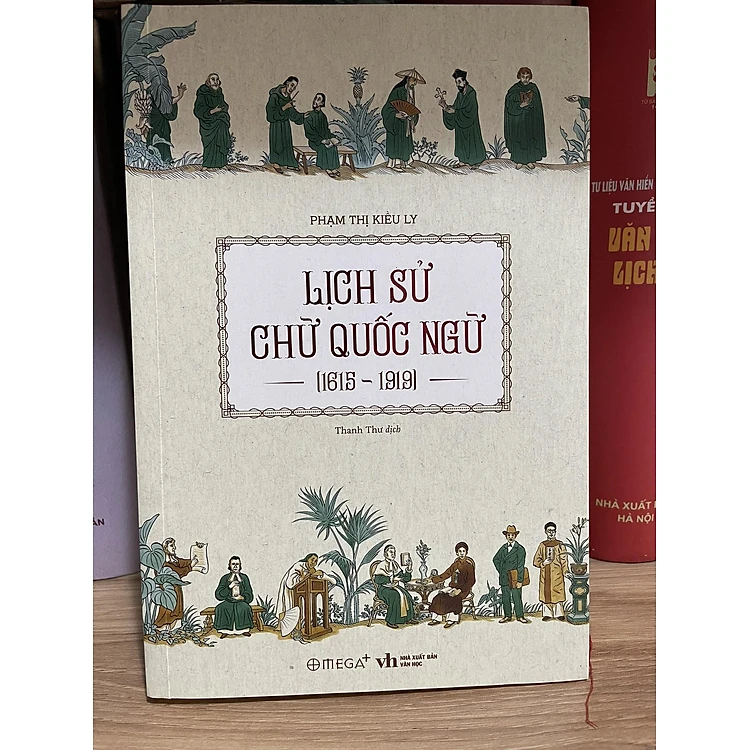 PHẠM THỊ KIỀU LY
LỊCH SỬ
CHỮ QUỐC NGỮ
(1615 – 1919)
Thanh Thư dịch
OMEGA+
vh NHÀ XUẤT BẢN
VĂN HỌC
TƯ LIỆU VĂN HIẾN
TUYỂ
VĂN
LỊCH
NHÀ XUẤT
HÀ NỘI